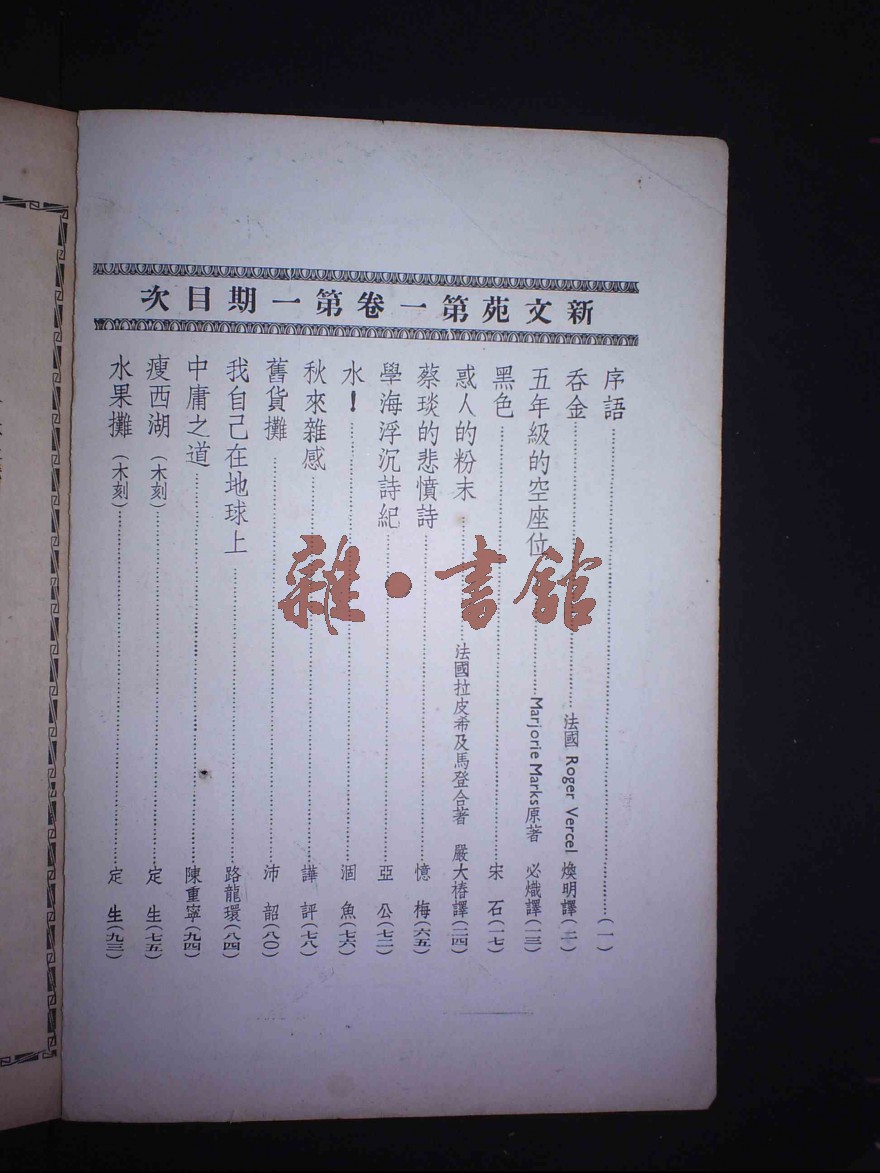 新文苑第一卷第一期目次
序語……(一)
吞金……法國 Roger Vercel 煥明譯(二)
五年級的空座位……Marjorie Marks原著 必熾譯(一三)
黑色……宋石(一七)
惑人的粉末……法國拉皮希及馬登合著 嚴大椿譯(二四)
蔡琰的悲憤詩……憶梅(六五)
學海浮沉詩紀……亞公(七二)
水！……涸魚(七六)
秋來雜感……譁評(七八)
舊貨攤……沛韶(八〇)
我自己在地球上……路龍環(八四)
中庸之道……陳重寧(九四)
瘦西湖(木刻)……定生(七五)
水果攤(木刻)……定生(九三)
雜•書館